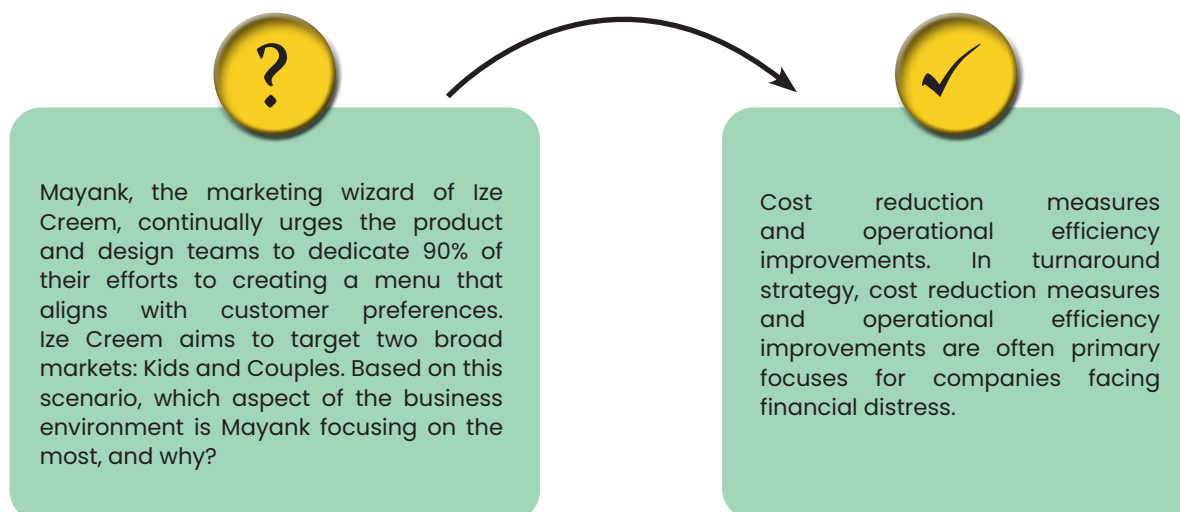 ?
✓
Mayank, the marketing wizard of Ize
Creem, continually urges the product
and design teams to dedicate 90% of
their efforts to creating a menu that
aligns with customer preferences.
Ize Creem aims to target two broad
markets: Kids and Couples. Based on this
scenario, which aspect of the business
environment is Mayank focusing on the
most, and why?
Cost reduction measures
and operational efficiency
improvements. In turnaround
strategy, cost reduction measures
and operational efficiency
improvements are often primary
focuses for companies facing
financial distress.